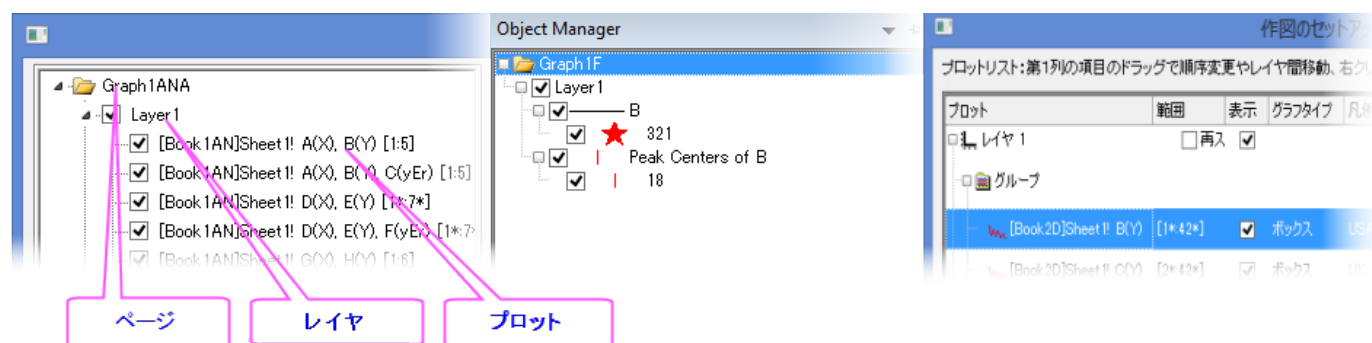 Graph1ANA
Layer1
[Book1AN]Sheet1! A(X), B(Y) [1:5]
[Book1AN]Sheet1! A(X), B(Y), C(yEr) [1:5]
[Book1AN]Sheet1! D(X), E(Y) [1*:7*]
[Book1AN]Sheet1! D(X), E(Y), F(yEr) [1*:7*
[Book1AN]Sheet1! G(X), H(Y) [1:6]
ページ
レイヤ
プロット
Object Manager
Graph1F
Layer1
B
321
Peak Centers of B
18
作図のセットア
プロットリスト:第1列の項目のドラッグで順序変更やレイヤ間移動、右ク
プロット 範囲 表示 グラフタイプ 凡
レイヤ 1 再ス
グループ
[Book2D]Sheet1! B(Y) [1*:42*] ボックス
[Book2D]Sheet1! C(Y) [2*:42*] ボックス